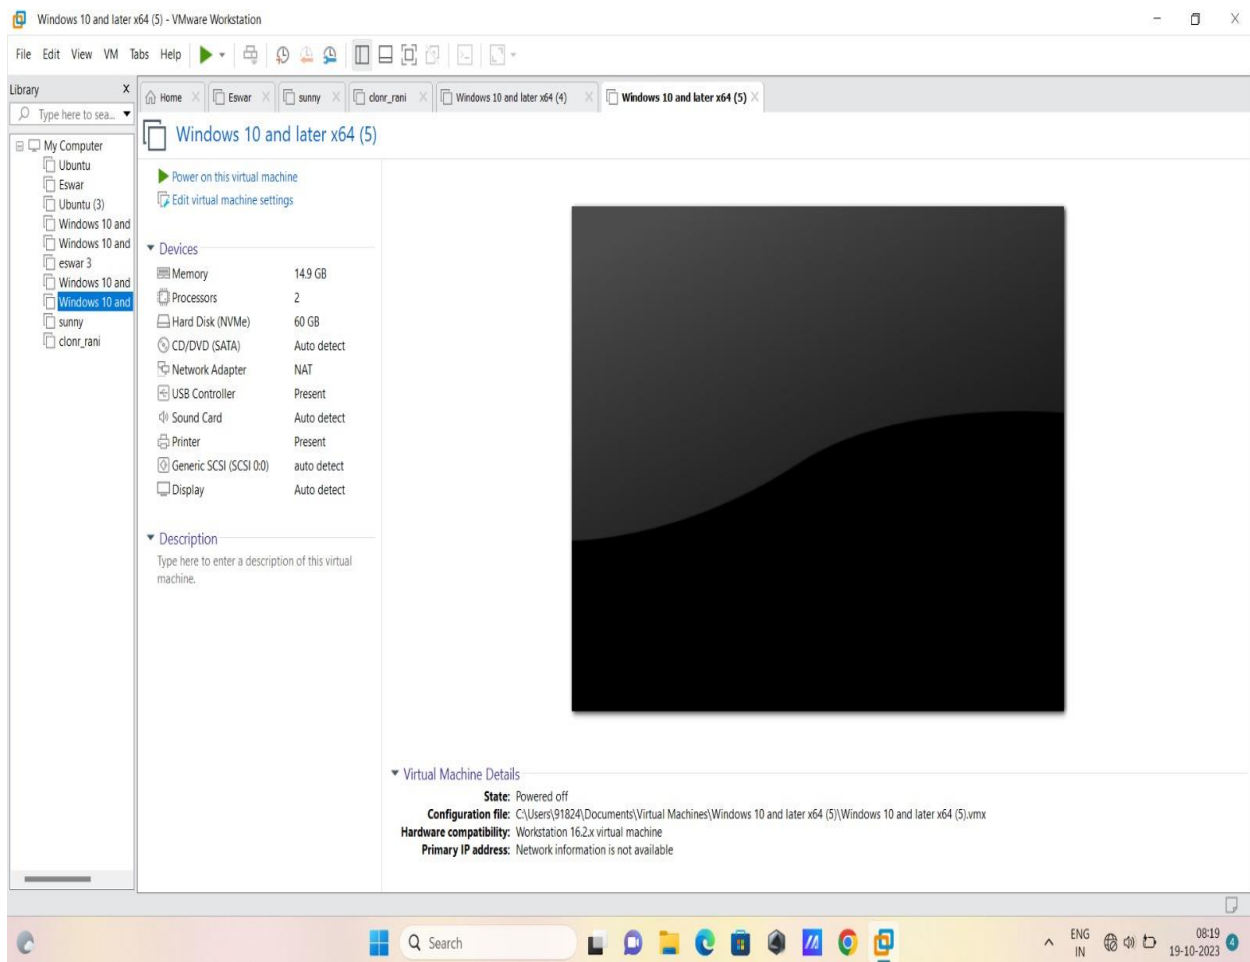 Windows 10 and later x64 (5) - VMware Workstation
File Edit View VM Tabs Help
Library X
Type here to sea...
My Computer
Ubuntu
Eswar
Ubuntu (3)
Windows 10 and
Windows 10 and
eswar 3
Windows 10 and
Windows 10 and
sunny
clonr_rani
Home Eswar sunny clonr_rani Windows 10 and later x64 (4) Windows 10 and later x64 (5)
Windows 10 and later x64 (5)
Power on this virtual machine
Edit virtual machine settings
Devices
Memory 14.9 GB
Processors 2
Hard Disk (NVMe) 60 GB
CD/DVD (SATA) Auto detect
Network Adapter NAT
USB Controller Present
Sound Card Auto detect
Printer Present
Generic SCSI (SCSI 0:0) auto detect
Display Auto detect
Description
Type here to enter a description of this virtual
machine.
Virtual Machine Details
State: Powered off
Configuration file: C:\Users\91824\Documents\Virtual Machines\Windows 10 and later x64 (5)\Windows 10 and later x64 (5).vmx
Hardware compatibility: Workstation 16.2.x virtual machine
Primary IP address: Network information is not available
Search
ENG
IN
08:19
19-10-2023
4